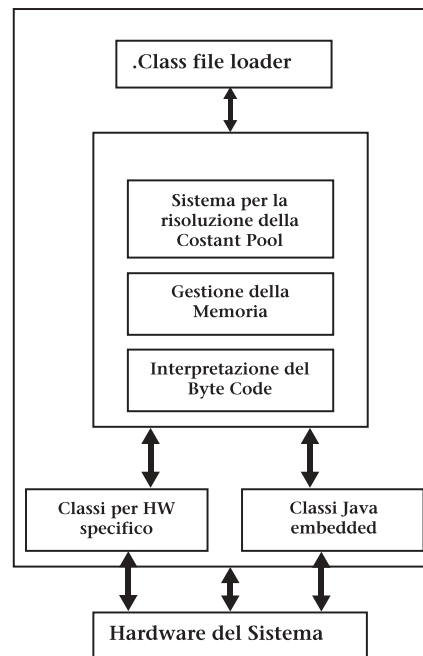 .Class file loader
Sistema per la
risoluzione della
Costant Pool
Gestione della
Memoria
Interpretazione del
Byte Code
Classi per HW
specifico
Classi Java
embedded
Hardware del Sistema